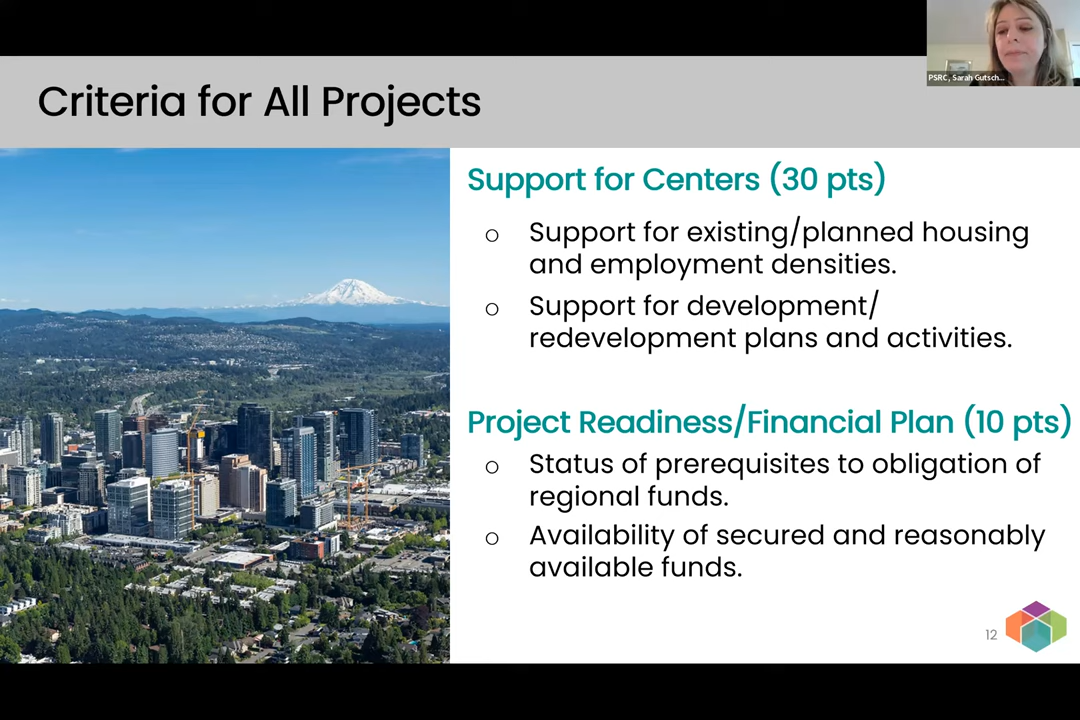 PSRC, Sarah Gutsch...
Criteria for All Projects
Support for Centers (30 pts)
o Support for existing/planned housing
and employment densities.
o Support for development/
redevelopment plans and activities.
Project Readiness/Financial Plan (10 pts)
o Status of prerequisites to obligation of
regional funds.
o Availability of secured and reasonably
available funds.
12